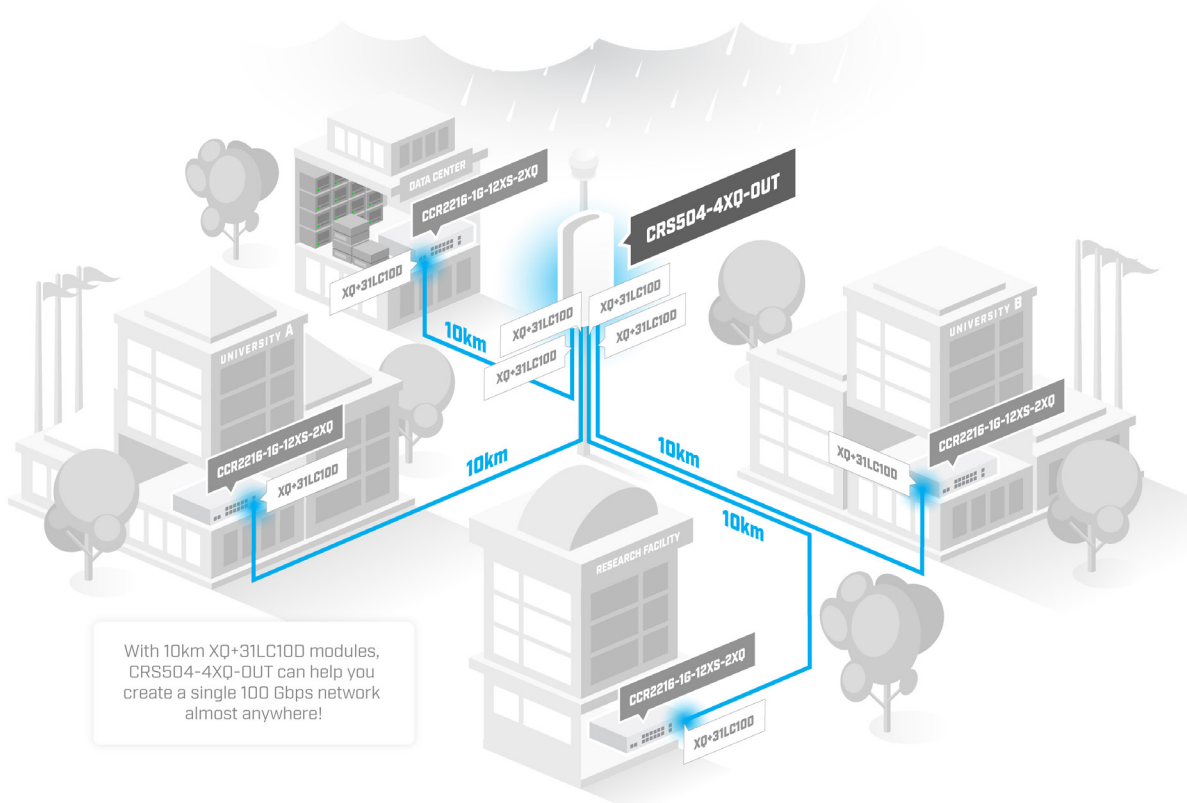 DATA CENTER
CCR2216-1G-12XS-2XQ
XQ+31LC10D
10km
CRS504-4XQ-OUT
XQ+31LC10D
XQ+31LC10D
XQ+31LC10D
XQ+31LC10D
UNIVERSITY A
CCR2216-1G-12XS-2XQ
XQ+31LC10D
10km
UNIVERSITY B
CCR2216-1G-12XS-2XQ
XQ+31LC10D
10km
10km
RESEARCH FACILITY
CCR2216-1G-12XS-2XQ
XQ+31LC10D
With 10km XQ+31LC10D modules,
CRS504-4XQ-OUT can help you
create a single 100 Gbps network
almost anywhere!